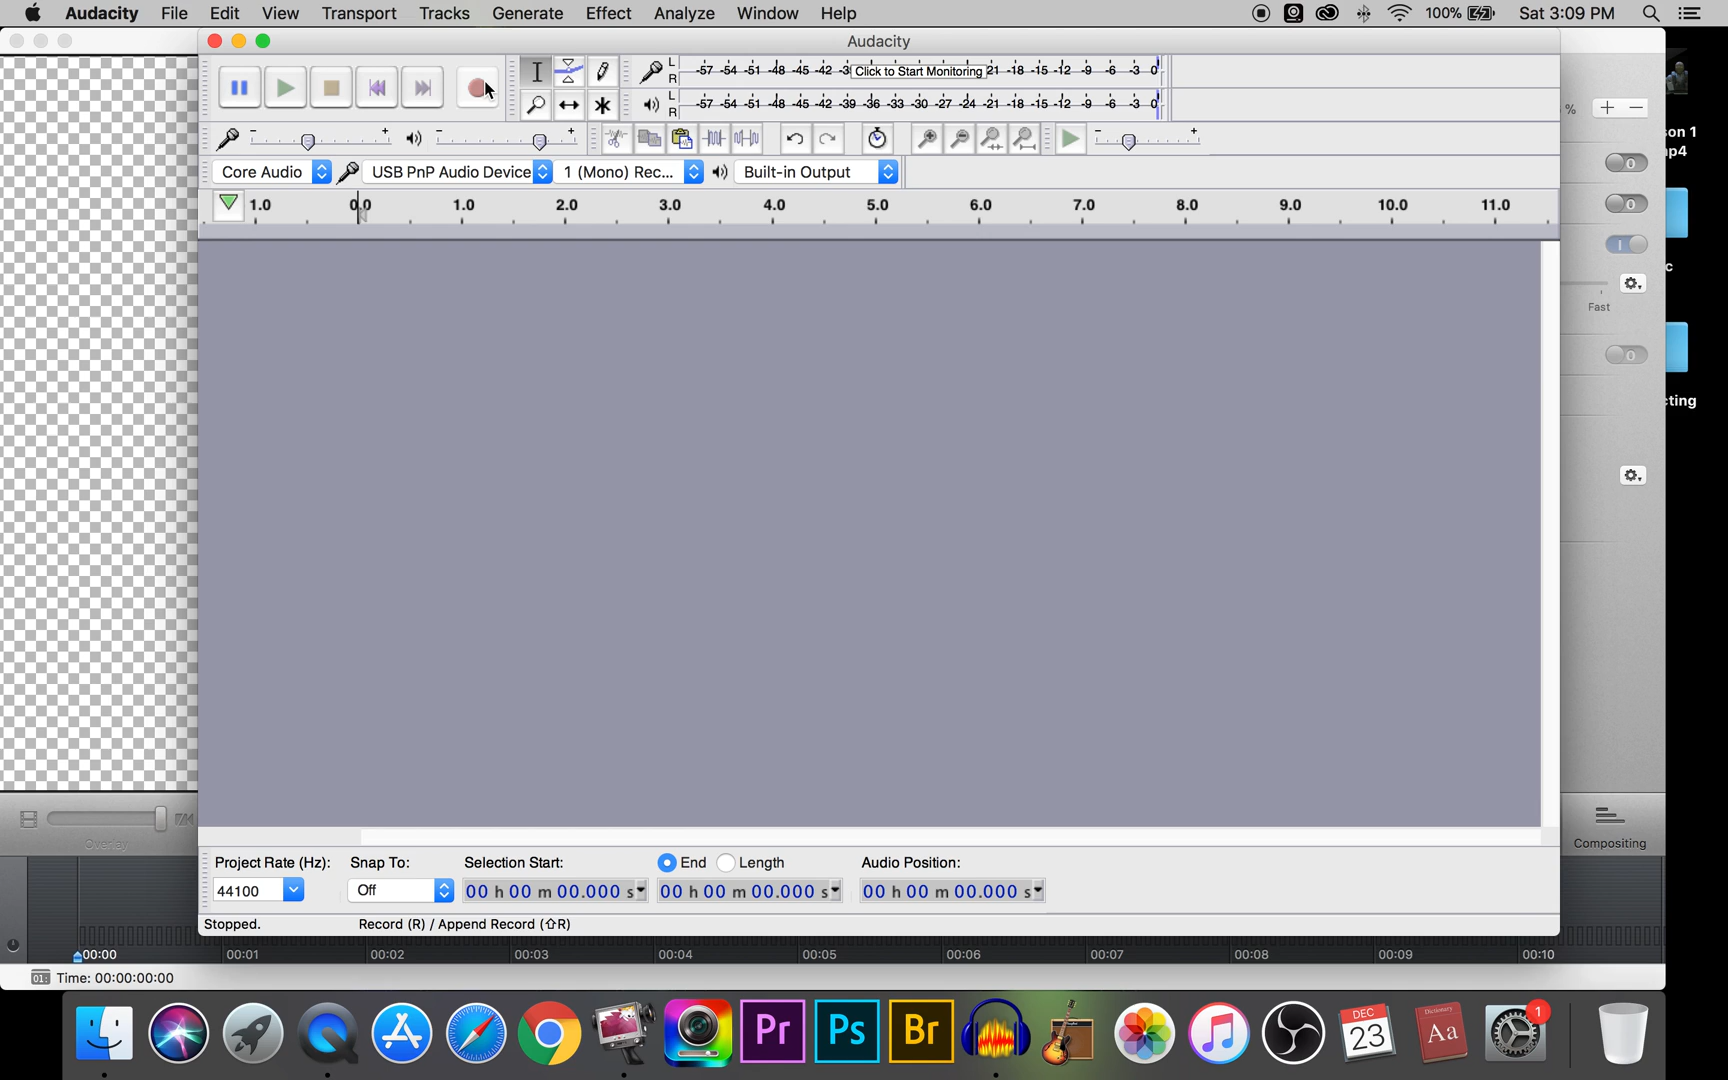 Audacity File Edit View Transport Tracks Generate Effect Analyze Window Help 100% Sat 3:09 PM
Audacity
L -57 -54 -51 -48 -45 -42 -3 Click to Start Monitoring 21 -18 -15 -12 -9 -6 -3 0
R
L -57 -54 -51 -48 -45 -42 -39 -36 -33 -30 -27 -24 -21 -18 -15 -12 -9 -6 -3 0
R
%
son 1
mp4
- + - + - +
Core Audio USB PnP Audio Device 1 (Mono) Rec... Built-in Output
1.0 0.0 1.0 2.0 3.0 4.0 5.0 6.0 7.0 8.0 9.0 10.0 11.0
c
Fast
cting
Overlay
Compositing
Project Rate (Hz): Snap To: Selection Start: End Length Audio Position:
44100 Off 00 h 00 m 00.000 s 00 h 00 m 00.000 s 00 h 00 m 00.000 s
Stopped. Record (R) / Append Record (⇧R)
00:00 00:01 00:02 00:03 00:04 00:05 00:06 00:07 00:08 00:09 00:10
01: Time: 00:00:00:00
Pr Ps Br DEC 23 Dictionary Aa 1